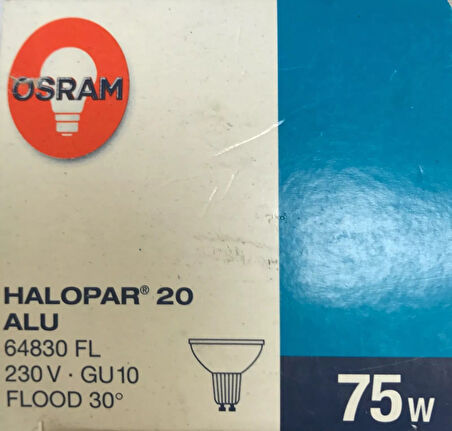 OSRAM
HALOPAR® 20
ALU
64830 FL
230 V · GU10
FLOOD 30°
75 W